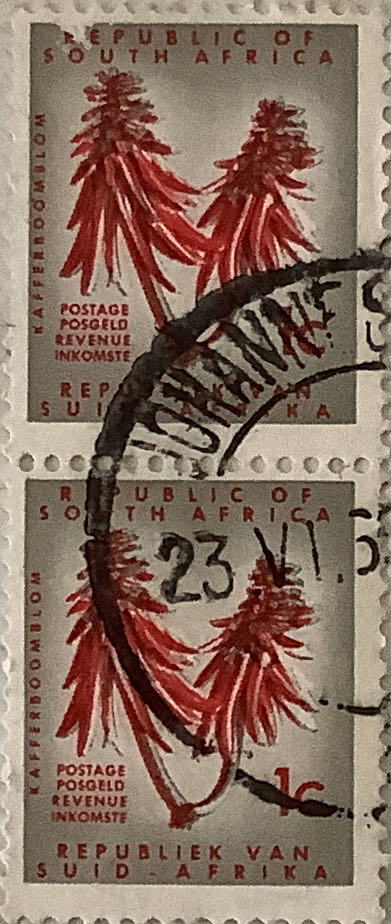 REPUBLIC OF
SOUTH AFRICA
KAFFERBOOMBLOM
POSTAGE
POSGELD
REVENUE
INKOMSTE
JOHANNES
REPUBLIC OF
SOUTH AFRICA
23 VI
KAFFERBOOMBLOM
POSTAGE
POSGELD
REVENUE
INKOMSTE
1c
REPUBLIEK VAN
SUID-AFRIKA